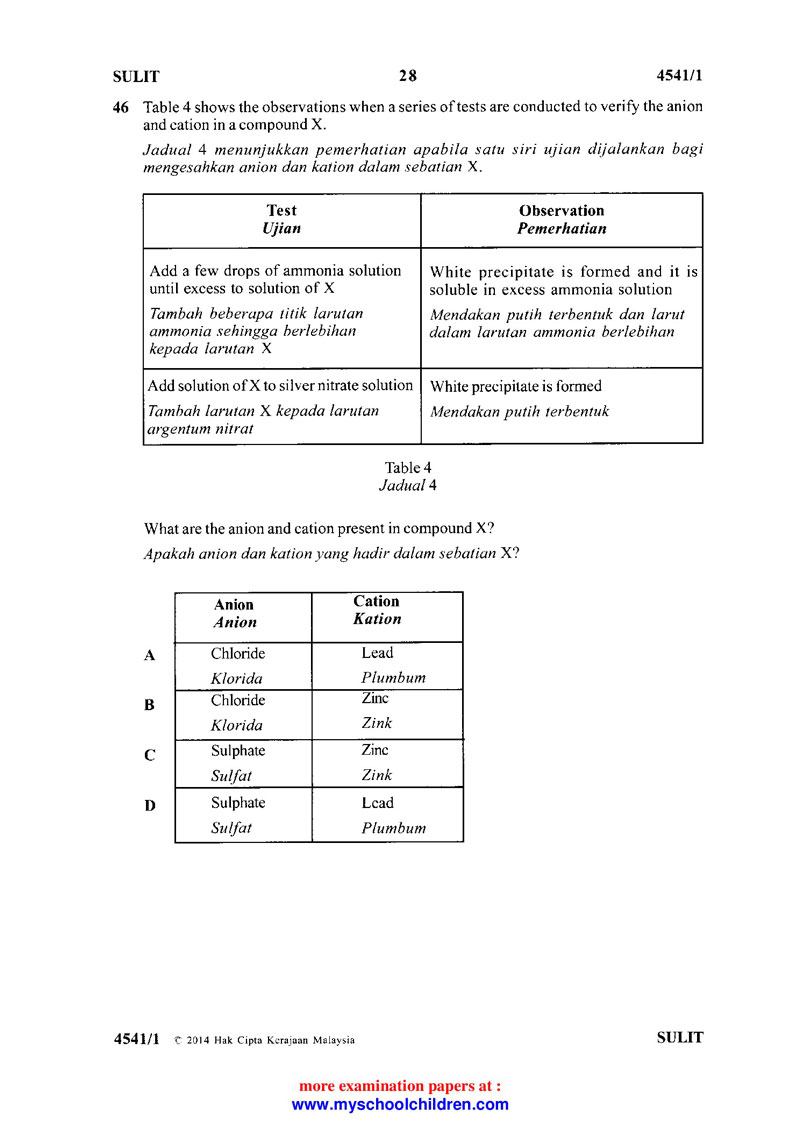 SULIT 28 4541/1
46 Table 4 shows the observations when a series of tests are conducted to verify the anion
and cation in a compound X.
Jadual 4 menunjukkan pemerhatian apabila satu siri ujian dijalankan bagi
mengesahkan anion dan kation dalam sebatian X.
Test
Ujian
Observation
Pemerhatian
Add a few drops of ammonia solution
until excess to solution of X
Tambah beberapa titik larutan
ammonia sehingga berlebihan
kepada larutan X
White precipitate is formed and it is
soluble in excess ammonia solution
Mendakan putih terbentuk dan larut
dalam larutan ammonia berlebihan
Add solution of X to silver nitrate solution
Tambah larutan X kepada larutan
argentum nitrat
White precipitate is formed
Mendakan putih terbentuk
Table 4
Jadual 4
What are the anion and cation present in compound X?
Apakah anion dan kation yang hadir dalam sebatian X?
Anion
Anion
Cation
Kation
A Chloride Lead
Klorida Plumbum
B Chloride Zinc
Klorida Zink
C Sulphate Zinc
Sulfat Zink
D Sulphate Lead
Sulfat Plumbum
4541/1 © 2014 Hak Cipta Kerajaan Malaysia SULIT
more examination papers at :
www.myschoolchildren.com